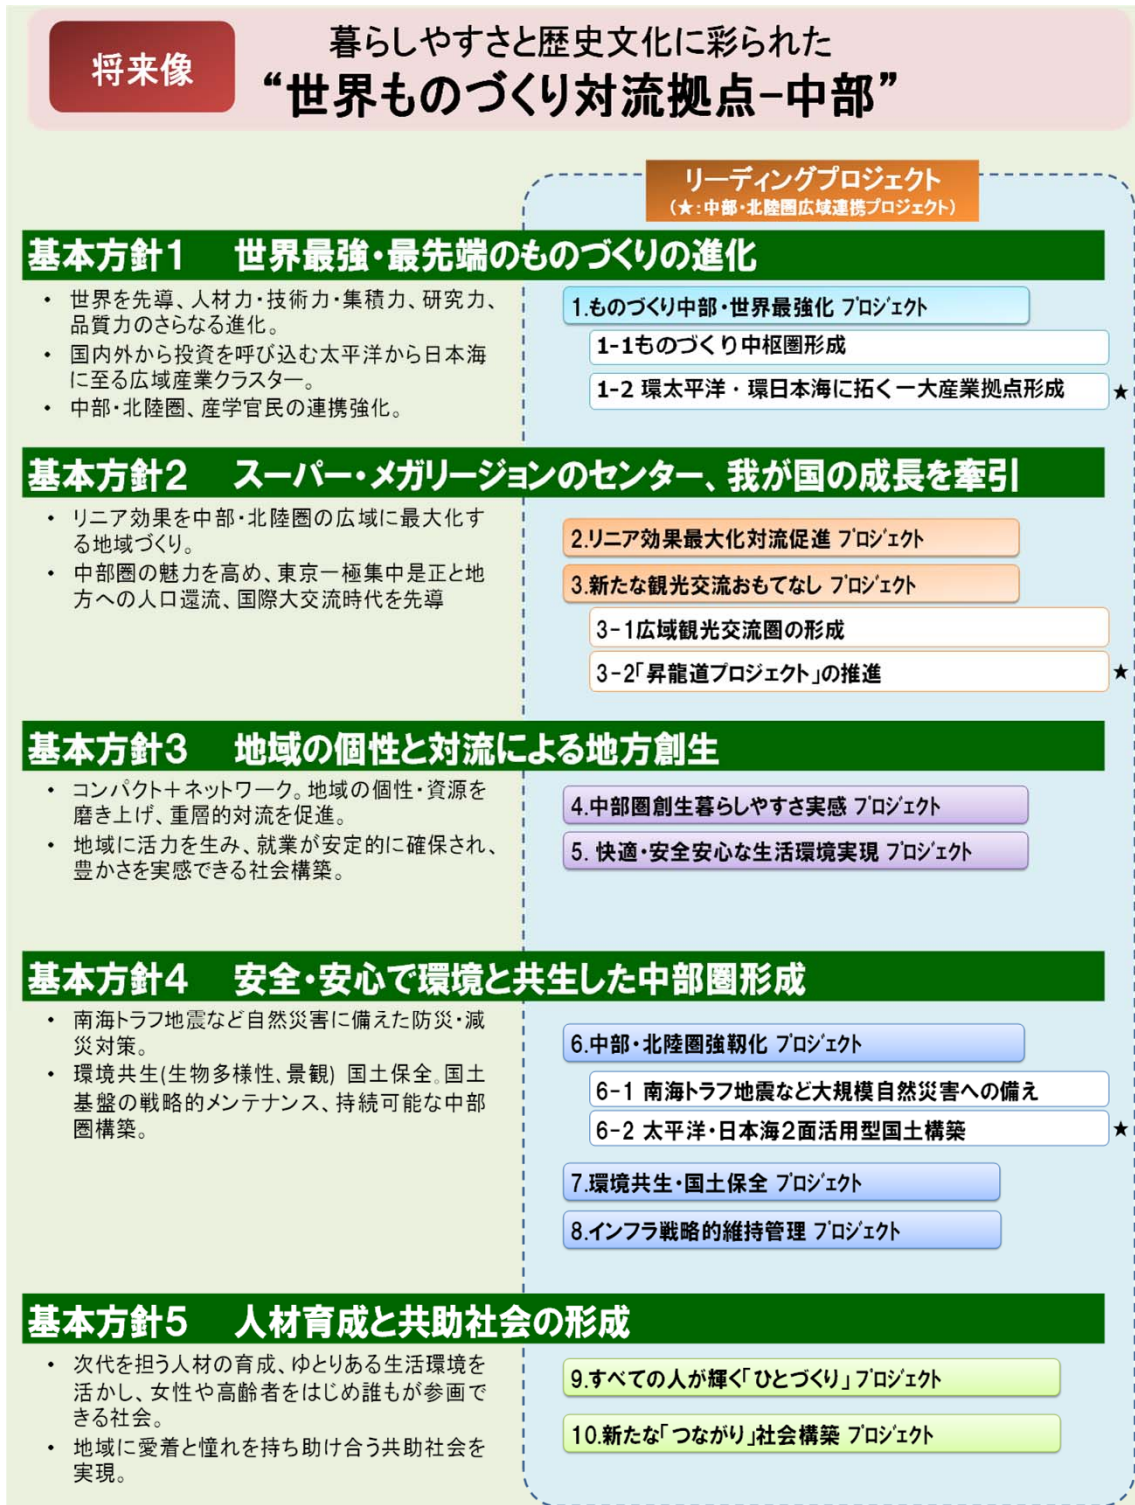 将来像
暮らしやすさと歴史文化に彩られた
“世界ものづくり対流拠点-中部”
リーディングプロジェクト
(★:中部・北陸圏広域連携プロジェクト)
基本方針1 世界最強・最先端のものづくりの進化
・ 世界を先導、人材力・技術力・集積力、研究力、
品質力のさらなる進化。
・ 国内外から投資を呼び込む太平洋から日本海
に至る広域産業クラスター。
・ 中部・北陸圏、産学官民の連携強化。
1.ものづくり中部・世界最強化 プロジェクト
1-1ものづくり中枢圏形成
1-2 環太平洋・環日本海に拓く一大産業拠点形成 ★
基本方針2 スーパー・メガリージョンのセンター、我が国の成長を牽引
・ リニア効果を中部・北陸圏の広域に最大化す
る地域づくり。
・ 中部圏の魅力を高め、東京一極集中是正と地
方への人口還流、国際大交流時代を先導
2.リニア効果最大化対流促進 プロジェクト
3.新たな観光交流おもてなし プロジェクト
3-1広域観光交流圏の形成
3-2「昇龍道プロジェクト」の推進 ★
基本方針3 地域の個性と対流による地方創生
・ コンパクト+ネットワーク。地域の個性・資源を
磨き上げ、重層的対流を促進。
・ 地域に活力を生み、就業が安定的に確保され、
豊かさを実感できる社会構築。
4.中部圏創生暮らしやすさ実感 プロジェクト
5. 快適・安全安心な生活環境実現 プロジェクト
基本方針4 安全・安心で環境と共生した中部圏形成
・ 南海トラフ地震など自然災害に備えた防災・減
災対策。
・ 環境共生(生物多様性、景観) 国土保全。国土
基盤の戦略的メンテナンス、持続可能な中部
圏構築。
6.中部・北陸圏強靱化 プロジェクト
6-1 南海トラフ地震など大規模自然災害への備え
6-2 太平洋・日本海2面活用型国土構築 ★
7.環境共生・国土保全 プロジェクト
8.インフラ戦略的維持管理 プロジェクト
基本方針5 人材育成と共助社会の形成
・ 次代を担う人材の育成、ゆとりある生活環境を
活かし、女性や高齢者をはじめ誰もが参画で
きる社会。
・ 地域に愛着と憧れを持ち助け合う共助社会を
実現。
9.すべての人が輝く「ひとづくり」プロジェクト
10.新たな「つながり」社会構築 プロジェクト